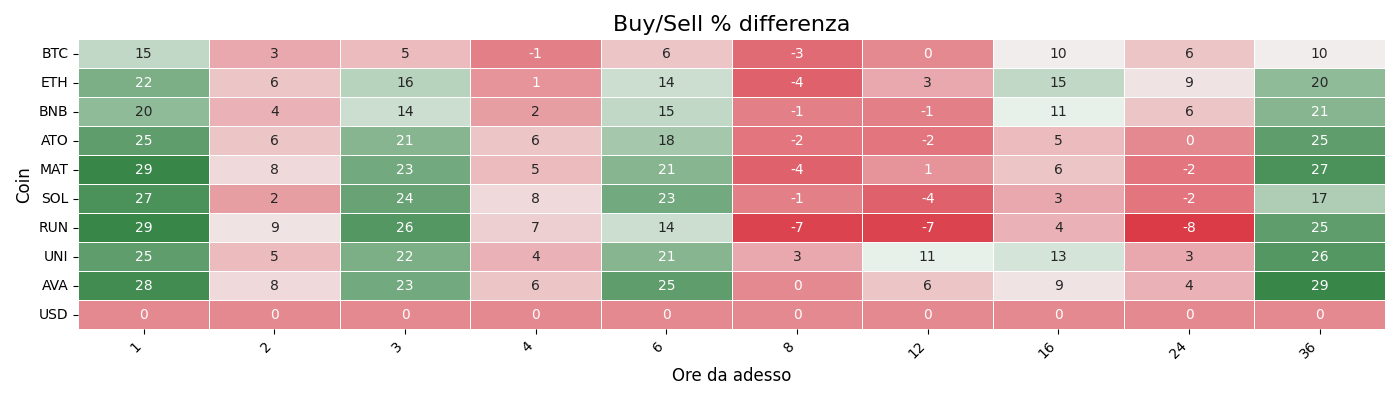 Buy/Sell % differenza
Coin
BTC 15 3 5 -1 6 -3 0 10 6 10
ETH 22 6 16 1 14 -4 3 15 9 20
BNB 20 4 14 2 15 -1 -1 11 6 21
ATO 25 6 21 6 18 -2 -2 5 0 25
MAT 29 8 23 5 21 -4 1 6 -2 27
SOL 27 2 24 8 23 -1 -4 3 -2 17
RUN 29 9 26 7 14 -7 -7 4 -8 25
UNI 25 5 22 4 21 3 11 13 3 26
AVA 28 8 23 6 25 0 6 9 4 29
USD 0 0 0 0 0 0 0 0 0 0
1 2 3 4 6 8 12 16 24 36
Ore da adesso